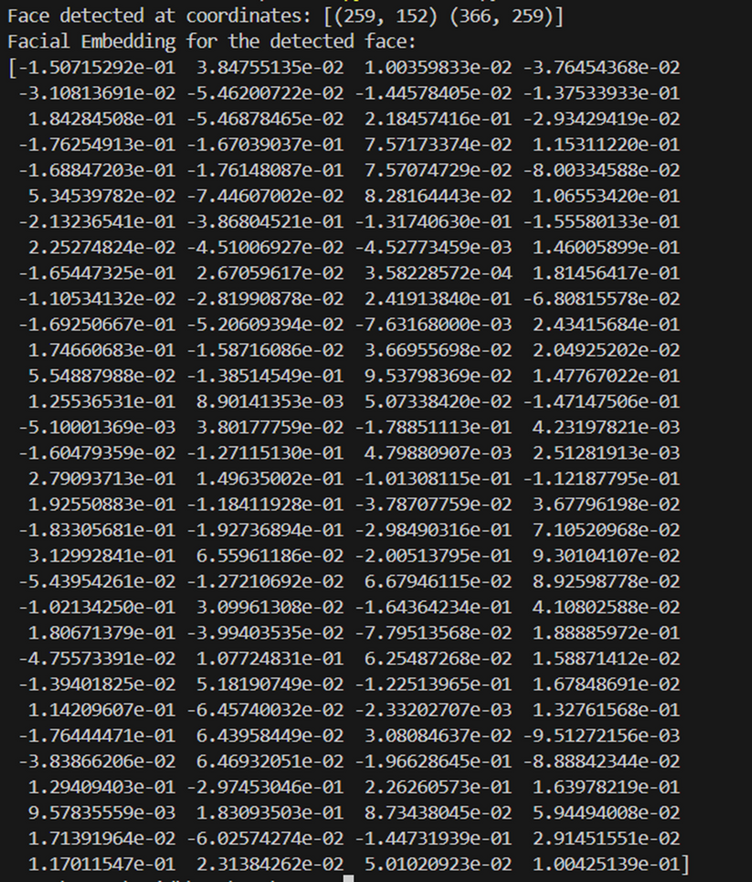 Face detected at coordinates: [(259, 152) (366, 259)]
Facial Embedding for the detected face:
[-1.50715292e-01 3.84755135e-02 1.00359833e-02 -3.76454368e-02
-3.10813691e-02 -5.46200722e-02 -1.44578405e-02 -1.37533933e-01
1.84284508e-01 -5.46878465e-02 2.18457416e-01 -2.93429419e-02
-1.76254913e-01 -1.67039037e-01 7.57173374e-02 1.15311220e-01
-1.68847203e-01 -1.76148087e-01 7.57074729e-02 -8.00334588e-02
5.34539782e-02 -7.44607002e-02 8.28164443e-02 1.06553420e-01
-2.13236541e-01 -3.86804521e-01 -1.31740630e-01 -1.55580133e-01
2.25274824e-02 -4.51006927e-02 -4.52773459e-03 1.46005899e-01
-1.65447325e-01 2.67059617e-02 3.58228572e-04 1.81456417e-01
-1.10534132e-02 -2.81990878e-02 2.41913840e-01 -6.80815578e-02
-1.69250667e-01 -5.20609394e-02 -7.63168000e-03 2.43415684e-01
1.74660683e-01 -1.58716086e-02 3.66955698e-02 2.04925202e-02
5.54887988e-02 -1.38514549e-01 9.53798369e-02 1.47767022e-01
1.25536531e-01 8.90141353e-03 5.07338420e-02 -1.47147506e-01
-5.10001369e-03 3.80177759e-02 -1.78851113e-01 4.23197821e-03
-1.60479359e-02 -1.27115130e-01 4.79880907e-03 2.51281913e-03
2.79093713e-01 1.49635002e-01 -1.01308115e-01 -1.12187795e-01
1.92550883e-01 -1.18411928e-01 -3.78707759e-02 3.67796198e-02
-1.83305681e-01 -1.92736894e-01 -2.98490316e-01 7.10520968e-02
3.12992841e-01 6.55961186e-02 -2.00513795e-01 9.30104107e-02
-5.43954261e-02 -1.27210692e-02 6.67946115e-02 8.92598778e-02
-1.02134250e-01 3.09961308e-02 -1.64364234e-01 4.10802588e-02
1.80671379e-01 -3.99403535e-02 -7.79513568e-02 1.88885972e-01
-4.75573391e-02 1.07724831e-01 6.25487268e-02 1.58871412e-02
-1.39401825e-02 5.18190749e-02 -1.22513965e-01 1.67848691e-02
1.14209607e-01 -6.45740032e-02 -2.33202707e-03 1.32761568e-01
-1.76444471e-01 6.43958449e-02 3.08084637e-02 -9.51272156e-03
-3.83866206e-02 6.46932051e-02 -1.96628645e-01 -8.88842344e-02
1.29409403e-01 -2.97453046e-01 2.26260573e-01 1.63978219e-01
9.57835559e-03 1.83093503e-01 8.73438045e-02 5.94494008e-02
1.71391964e-02 -6.02574274e-02 -1.44731939e-01 2.91451551e-02
1.17011547e-01 2.31384262e-02 5.01020923e-02 1.00425139e-01]